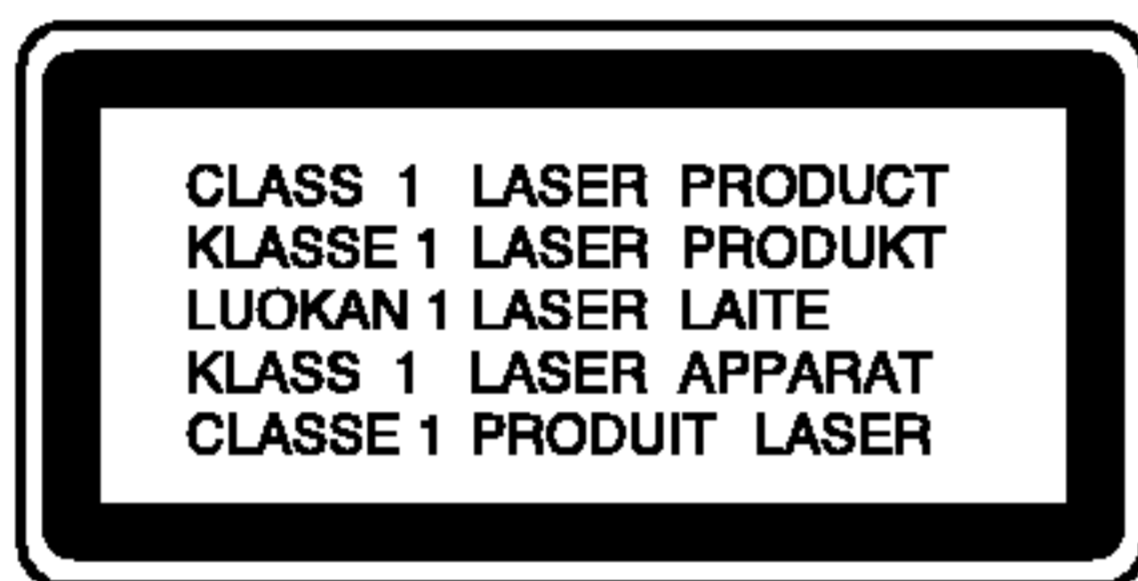 CLASS 1 LASER PRODUCT
KLASSE 1 LASER PRODUKT
LUOKAN 1 LASER LAITE
KLASS 1 LASER APPARAT
CLASSE 1 PRODUIT LASER